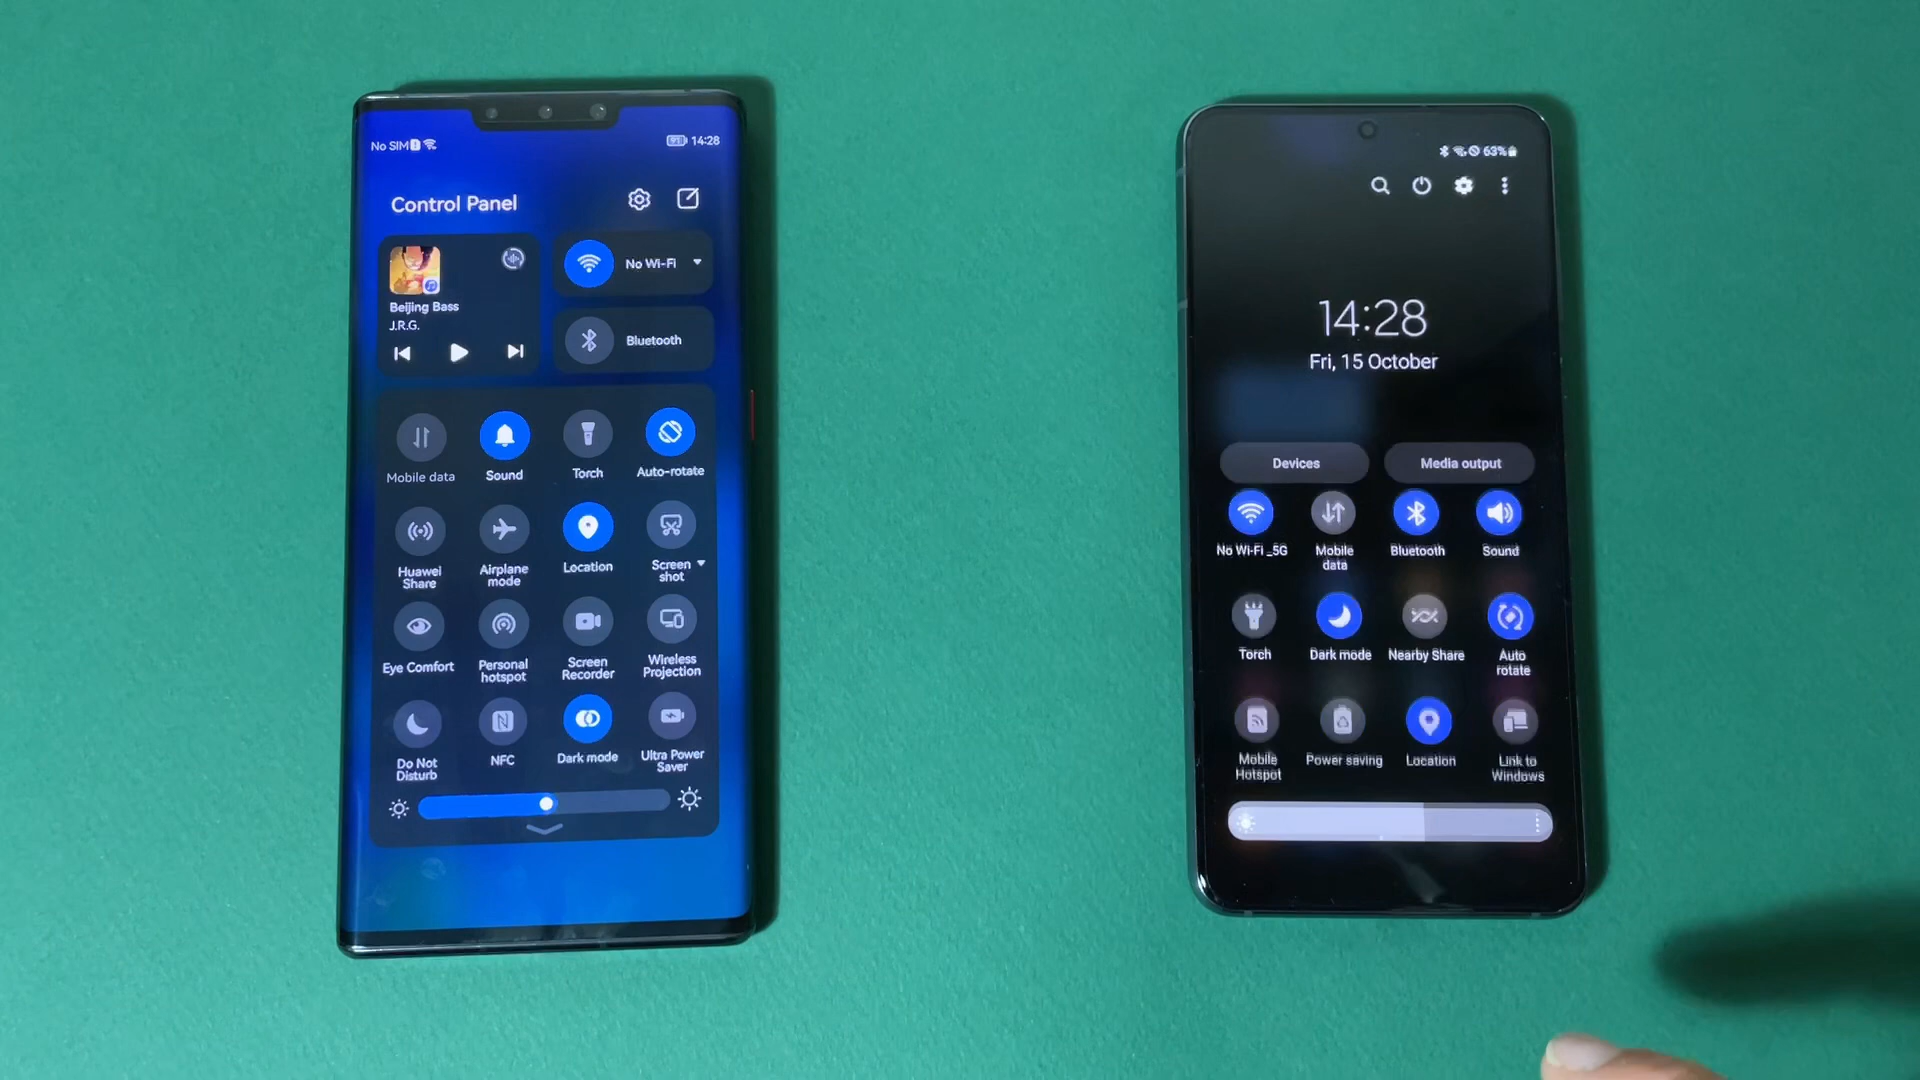 No SIM
14:28
Control Panel
Beijing Bass
J.R.G.
No Wi-Fi
Bluetooth
Mobile data
Sound
Torch
Auto-rotate
Huawei
Share
Airplane
mode
Location
Screen
shot
Eye Comfort
Personal
hotspot
Screen
Recorder
Wireless
Projection
Do Not
Disturb
NFC
Dark mode
Ultra Power
Saver
63%
14:28
Fri, 15 October
Devices
Media output
No Wi-Fi _5G
Mobile
data
Bluetooth
Sound
Torch
Dark mode
Nearby Share
Auto
rotate
Mobile
Hotspot
Power saving
Location
Link to
Windows